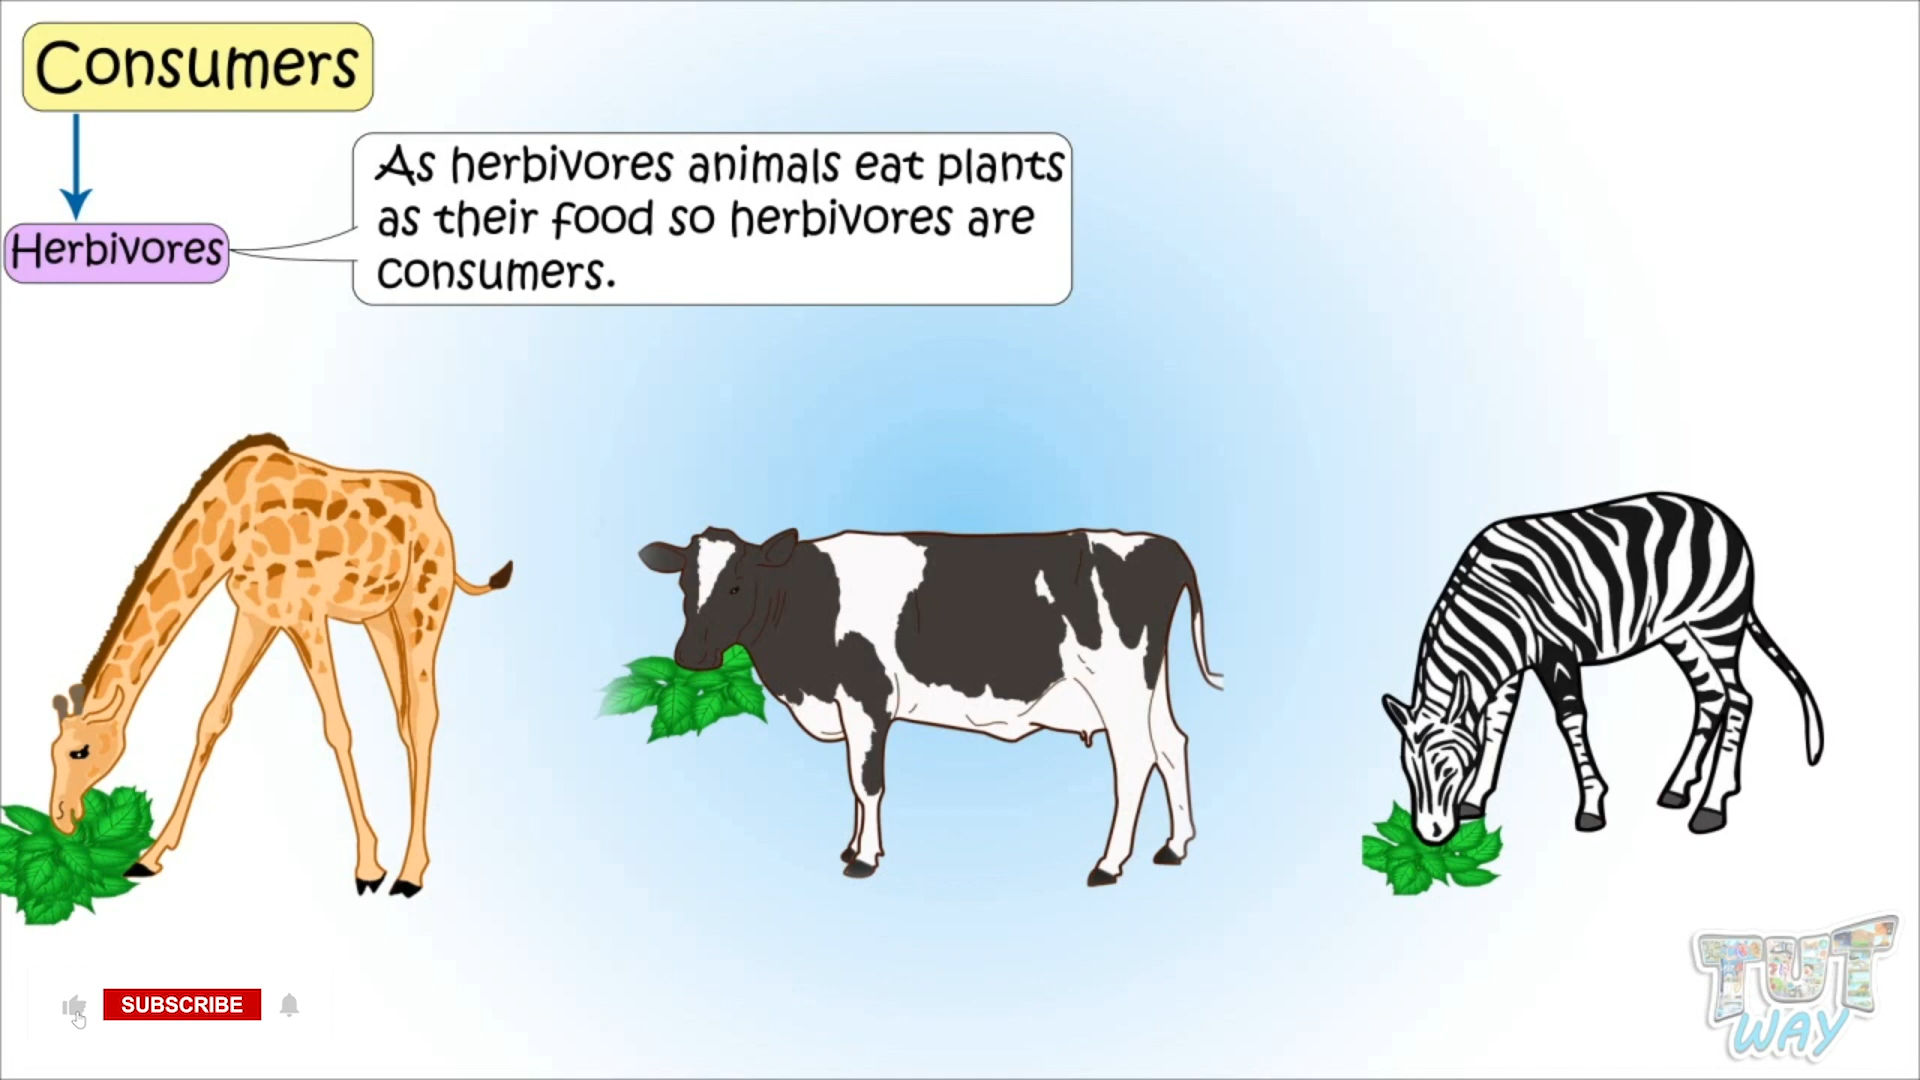 Consumers
As herbivores animals eat plants
as their food so herbivores are
consumers.
Herbivores
SUBSCRIBE
TUT
WAY